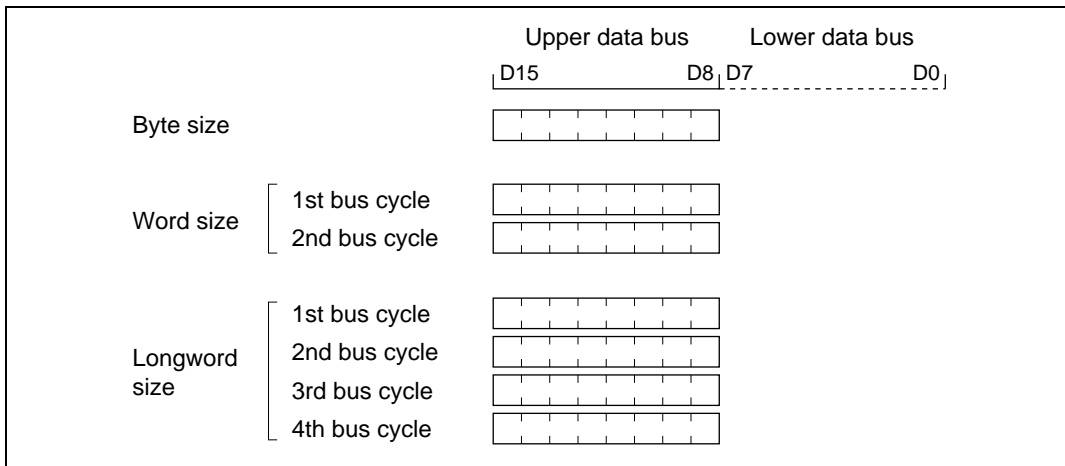 Upper data bus Lower data bus
D15 D8 D7 D0
Byte size
Word size
1st bus cycle
2nd bus cycle
Longword
size
1st bus cycle
2nd bus cycle
3rd bus cycle
4th bus cycle